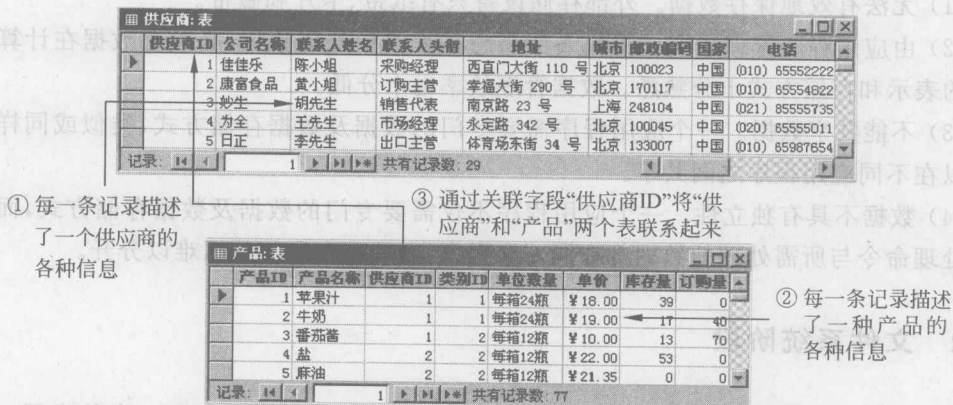 供应商:表
供应商ID 公司名称 联系人姓名 联系人头衔 地址 城市 邮政编码 国家 电话
1 佳佳乐 陈小姐 采购经理 西直门大街 110 号 北京 100023 中国 (010) 65552222
2 康富食品 黄小姐 订购主管 幸福大街 290 号 北京 170117 中国 (010) 65554822
3 妙生 胡先生 销售代表 南京路 23 号 上海 248104 中国 (021) 85555735
4 为全 王先生 市场经理 永定路 342 号 北京 100045 中国 (020) 65555011
5 日正 李先生 出口主管 体育场东街 34 号 北京 133007 中国 (010) 65987654
记录: 1 共有记录数: 29
① 每一条记录描述
了一个供应商的
各种信息
③ 通过关联字段“供应商ID”将“供
应商”和“产品”两个表联系起来
产品:表
产品ID 产品名称 供应商ID 类别ID 单位数量 单价 库存量 订购量
1 苹果汁 1 1 每箱24瓶 ¥18.00 39 0
2 牛奶 1 1 每箱24瓶 ¥19.00 17 40
3 番茄酱 1 2 每箱12瓶 ¥10.00 13 70
4 盐 2 2 每箱12瓶 ¥22.00 53 0
5 麻油 2 2 每箱12瓶 ¥21.35 0 0
记录: 1 共有记录数: 77
② 每一条记录描述
了一种产品的
各种信息